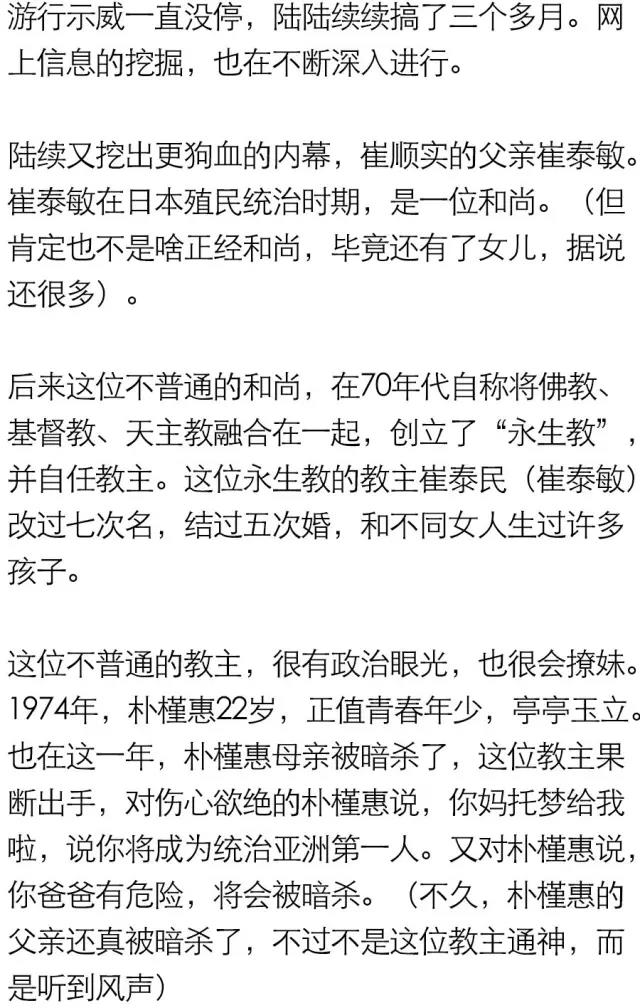 游行示威一直没停，陆陆续续搞了三个多月。网
上信息的挖掘，也在不断深入进行。
陆续又挖出更狗血的内幕，崔顺实的父亲崔泰敏。
崔泰敏在日本殖民统治时期，是一位和尚。（但
肯定也不是啥正经和尚，毕竟还有了女儿，据说
还很多）。
后来这位不普通的和尚，在70年代自称将佛教、
基督教、天主教融合在一起，创立了“永生教”，
并自任教主。这位永生教的教主崔泰民（崔泰敏）
改过七次名，结过五次婚，和不同女人生过许多
孩子。
这位不普通的教主，很有政治眼光，也很会撩妹。
1974年，朴槿惠22岁，正值青春年少，亭亭玉立。
也在这一年，朴槿惠母亲被暗杀了，这位教主果
断出手，对伤心欲绝的朴槿惠说，你妈托梦给我
啦，说你将成为统治亚洲第一人。又对朴槿惠说，
你爸爸有危险，将会被暗杀。（不久，朴槿惠的
父亲还真被暗杀了，不过不是这位教主通神，而
是听到风声）